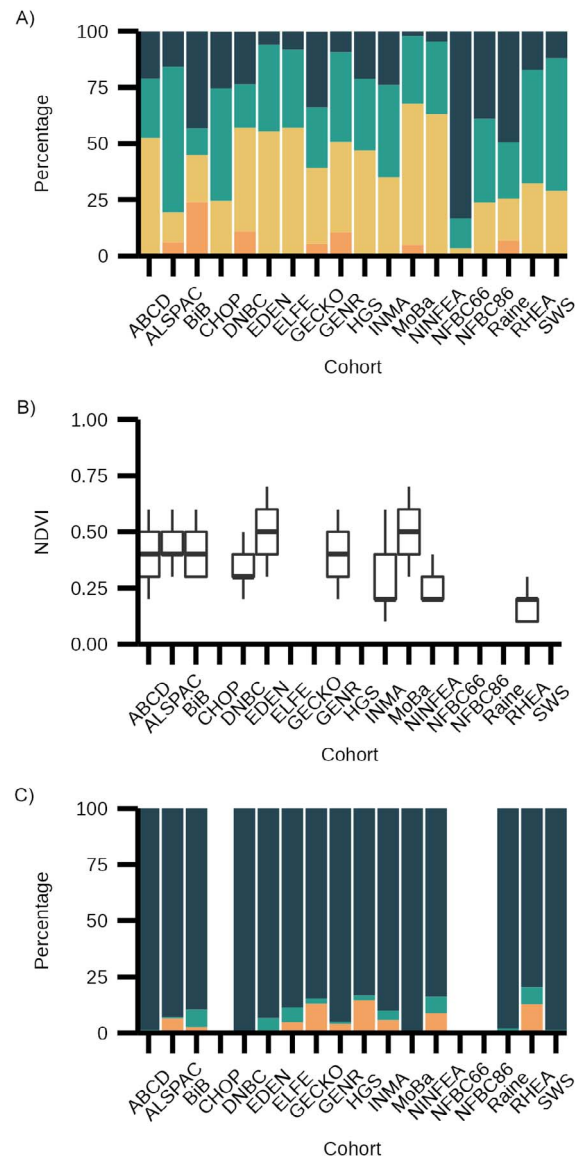 A)
100
75
50
25
0
Percentage
ABCD
ALSPAC
BiB
CHOP
DNBC
EDEN
ELFE
GECKO
GENR
HGS
INMA
MoBa
NINFEA
NFBC66
NFBC86
Raine
RHEA
SWS
Cohort
B)
1.00
0.75
0.50
0.25
0.00
NDVI
ABCD
ALSPAC
BiB
CHOP
DNBC
EDEN
ELFE
GECKO
GENR
HGS
INMA
MoBa
NINFEA
NFBC66
NFBC86
Raine
RHEA
SWS
Cohort
C)
100
75
50
25
0
Percentage
ABCD
ALSPAC
BiB
CHOP
DNBC
EDEN
ELFE
GECKO
GENR
HGS
INMA
MoBa
NINFEA
NFBC66
NFBC86
Raine
RHEA
SWS
Cohort